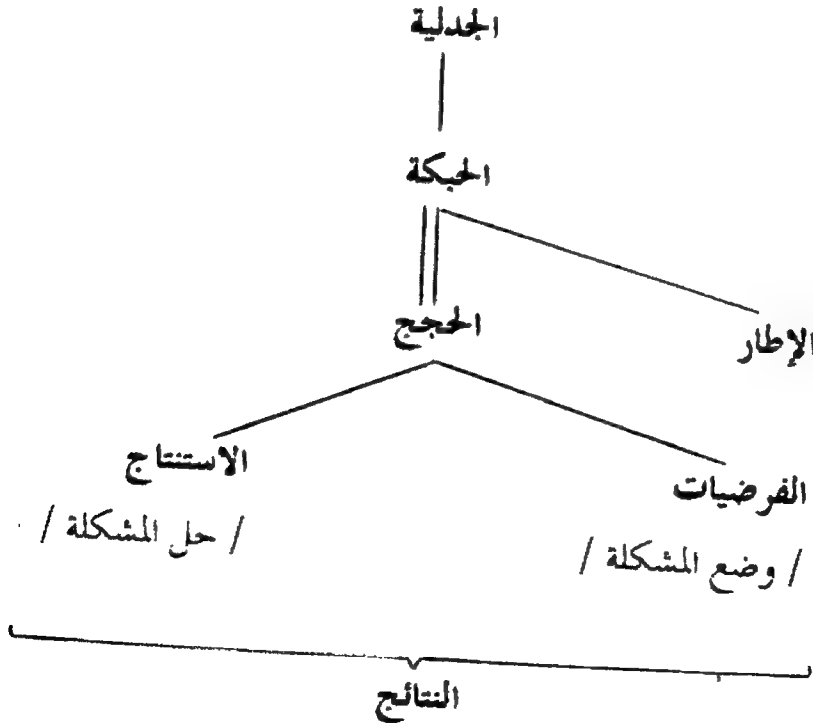 الجدلية
الحبكة
الحجج
الإطار
الاستنتاج
الفرضيات
/ حل المشكلة /
/ وضع المشكلة /
النتائج